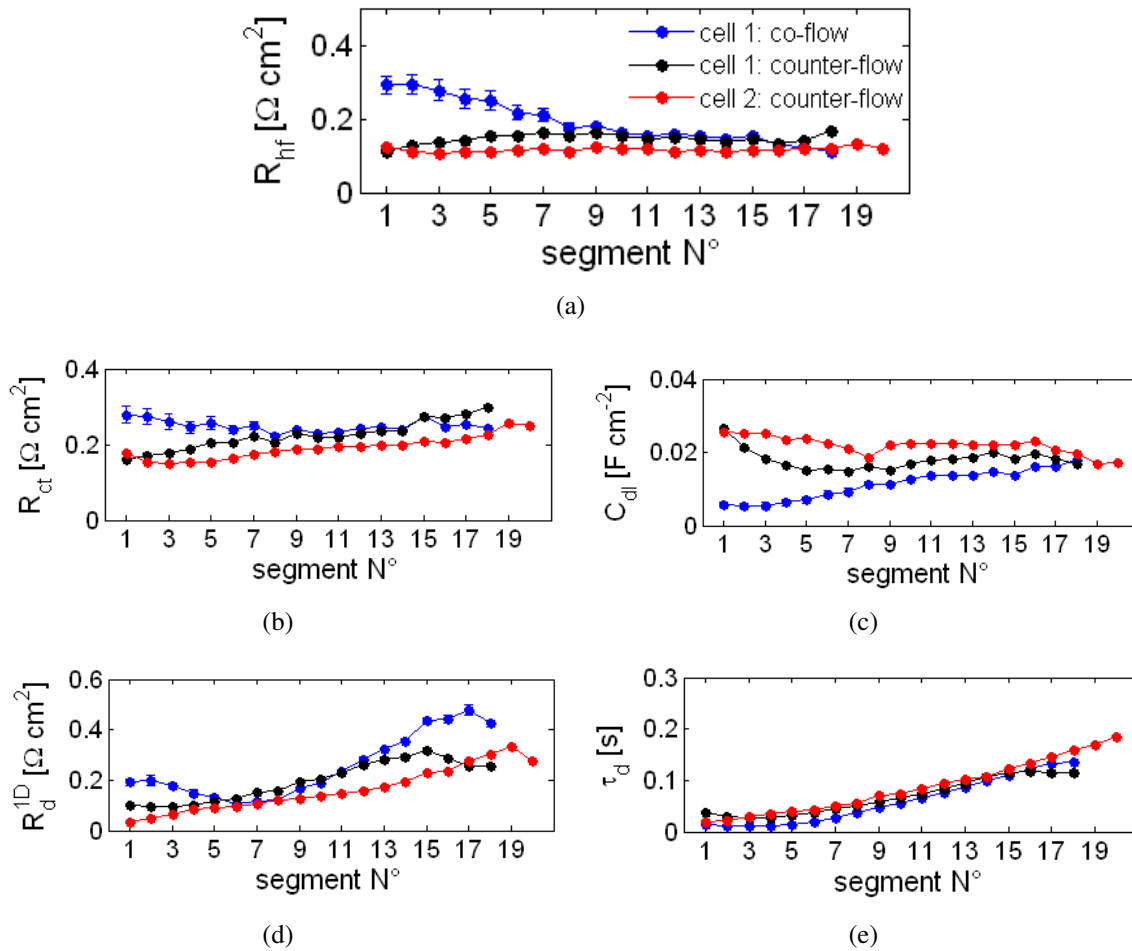 0.4
0.2
0
R_hf [Ω cm²]
cell 1: co-flow
cell 1: counter-flow
cell 2: counter-flow
1 3 5 7 9 11 13 15 17 19
segment N°
(a)
0.4
0.2
0
R_ct [Ω cm²]
1 3 5 7 9 11 13 15 17 19
segment N°
(b)
0.04
0.02
0
C_dl [F cm⁻²]
1 3 5 7 9 11 13 15 17 19
segment N°
(c)
0.6
0.4
0.2
0
R_d^1D [Ω cm²]
1 3 5 7 9 11 13 15 17 19
segment N°
(d)
0.3
0.2
0.1
0
τ_d [s]
1 3 5 7 9 11 13 15 17 19
segment N°
(e)